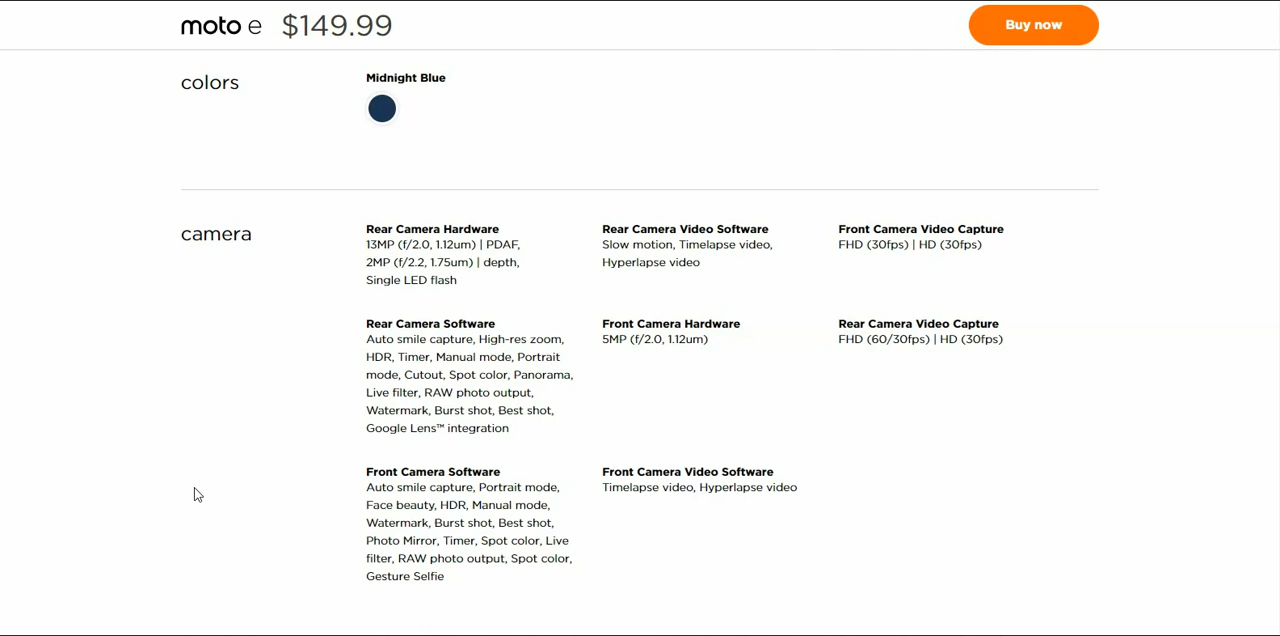 moto e $149.99
Buy now
colors
Midnight Blue
camera
Rear Camera Hardware
13MP (f/2.0, 1.12um) | PDAF,
2MP (f/2.2, 1.75um) | depth,
Single LED flash
Rear Camera Video Software
Slow motion, Timelapse video,
Hyperlapse video
Front Camera Video Capture
FHD (30fps) | HD (30fps)
Rear Camera Software
Auto smile capture, High-res zoom,
HDR, Timer, Manual mode, Portrait
mode, Cutout, Spot color, Panorama,
Live filter, RAW photo output,
Watermark, Burst shot, Best shot,
Google Lens™ integration
Front Camera Hardware
5MP (f/2.0, 1.12um)
Rear Camera Video Capture
FHD (60/30fps) | HD (30fps)
Front Camera Software
Auto smile capture, Portrait mode,
Face beauty, HDR, Manual mode,
Watermark, Burst shot, Best shot,
Photo Mirror, Timer, Spot color, Live
filter, RAW photo output, Spot color,
Gesture Selfie
Front Camera Video Software
Timelapse video, Hyperlapse video